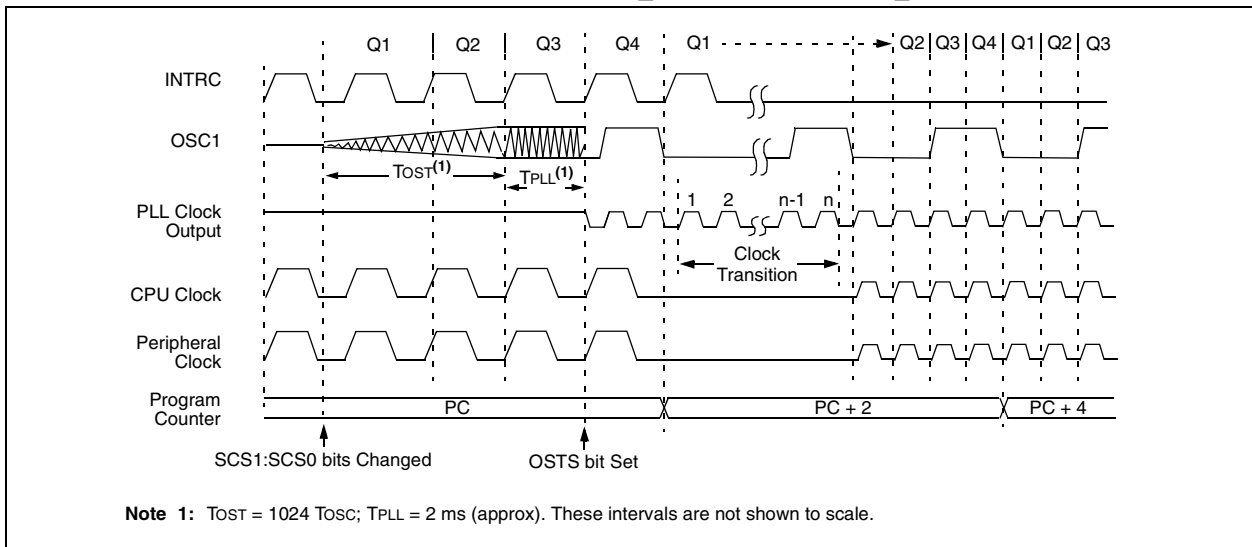 Q1 Q2 Q3 Q4 Q1 Q2 Q3 Q4 Q1 Q2 Q3
INTRC
OSC1
TOST(1) TPLL(1)
1 2 n-1 n
PLL Clock
Output
Clock
Transition
CPU Clock
Peripheral
Clock
Program
Counter
PC PC + 2 PC + 4
SCS1:SCS0 bits Changed OSTS bit Set
Note 1: TOST = 1024 TOSC; TPLL = 2 ms (approx). These intervals are not shown to scale.